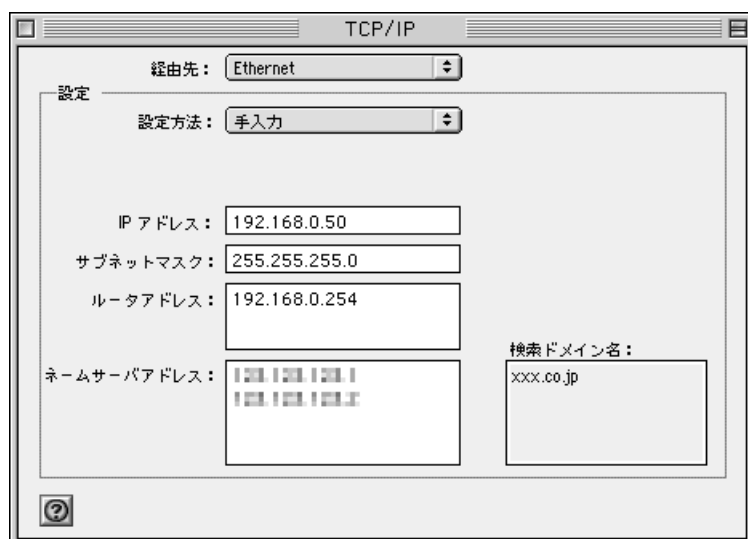 TCP/IP
経由先： Ethernet
設定
設定方法： 手入力
IP アドレス： 192.168.0.50
サブネットマスク： 255.255.255.0
ルータアドレス： 192.168.0.254
検索ドメイン名：
ネームサーバアドレス：
xxx.co.jp